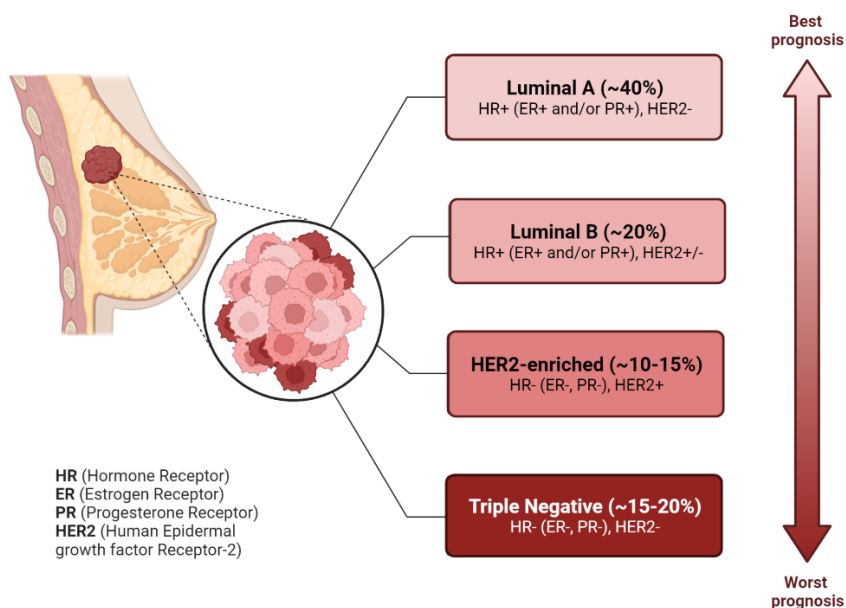 Best
prognosis
Luminal A (~40%)
HR+ (ER+ and/or PR+), HER2-
Luminal B (~20%)
HR+ (ER+ and/or PR+), HER2+/-
HER2-enriched (~10-15%)
HR- (ER-, PR-), HER2+
Triple Negative (~15-20%)
HR- (ER-, PR-), HER2-
HR (Hormone Receptor)
ER (Estrogen Receptor)
PR (Progesterone Receptor)
HER2 (Human Epidermal
growth factor Receptor-2)
Worst
prognosis